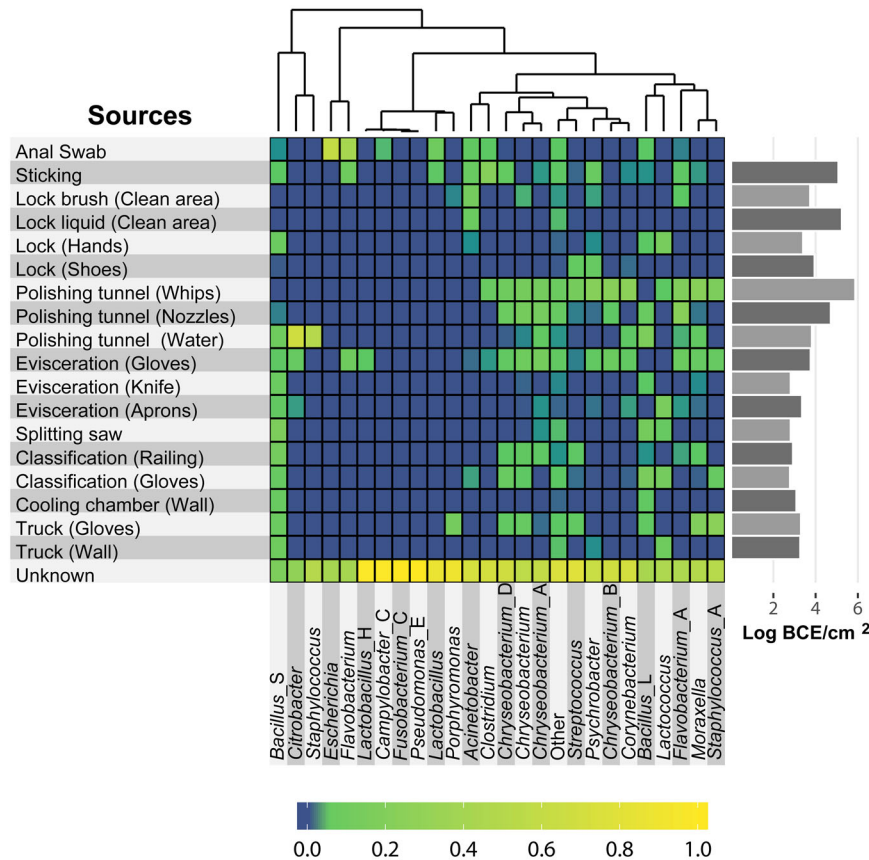 Sources
Anal Swab
Sticking
Lock brush (Clean area)
Lock liquid (Clean area)
Lock (Hands)
Lock (Shoes)
Polishing tunnel (Whips)
Polishing tunnel (Nozzles)
Polishing tunnel (Water)
Evisceration (Gloves)
Evisceration (Knife)
Evisceration (Aprons)
Splitting saw
Classification (Railing)
Classification (Gloves)
Cooling chamber (Wall)
Truck (Gloves)
Truck (Wall)
Unknown
2 4 6
Log BCE/cm 2
Bacillus_S
Citrobacter
Staphylococcus
Escherichia
Flavobacterium
Lactobacillus_H
Campylobacter_C
Fusobacterium_C
Pseudomonas_E
Lactobacillus
Porphyromonas
Acinetobacter
Clostridium
Chryseobacterium_D
Chryseobacterium
Chryseobacterium_A
Other
Streptococcus
Psychrobacter
Chryseobacterium_B
Corynebacterium
Bacillus_L
Lactococcus
Flavobacterium_A
Moraxella
Staphylococcus_A
0.0 0.2 0.4 0.6 0.8 1.0